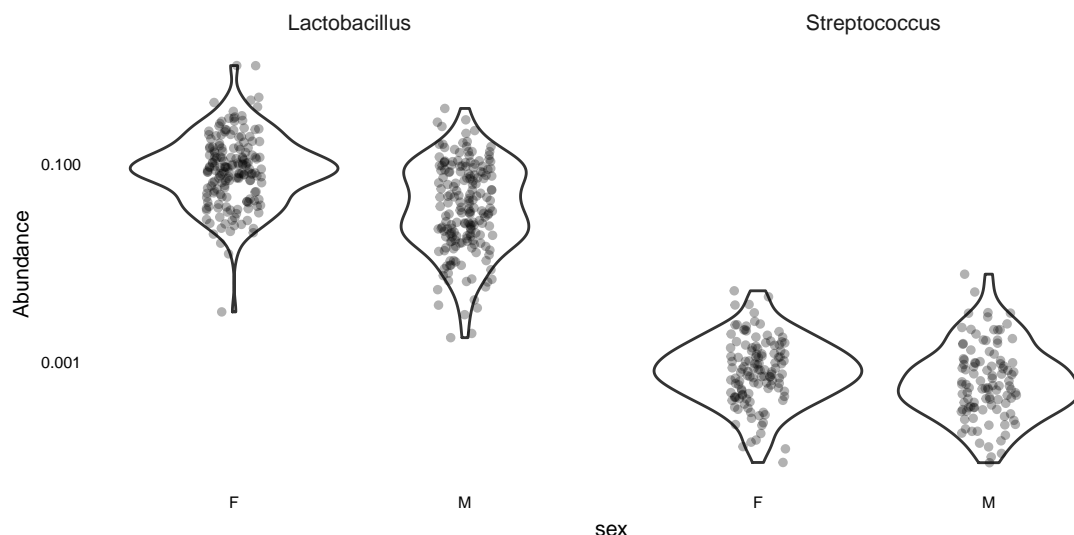 Lactobacillus
Streptococcus
Abundance
0.100
0.001
F
M
F
M
sex